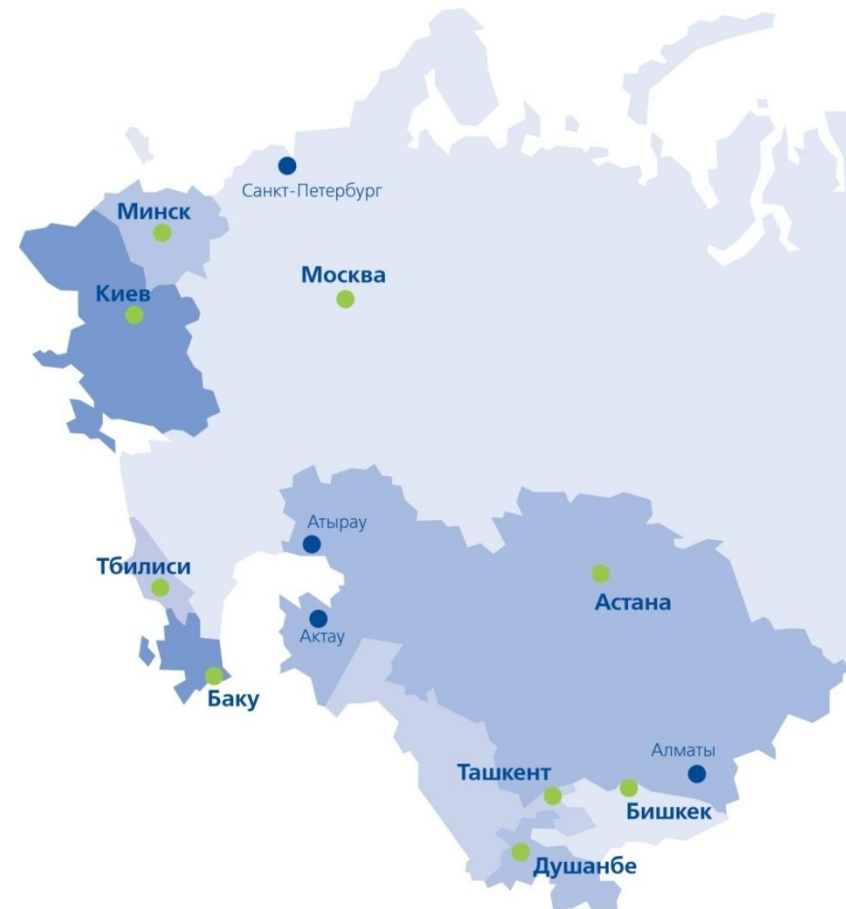 Санкт-Петербург
Минск
Москва
Киев
Атырау
Тбилиси
Астана
Актау
Баку
Алматы
Ташкент
Бишкек
Душанбе